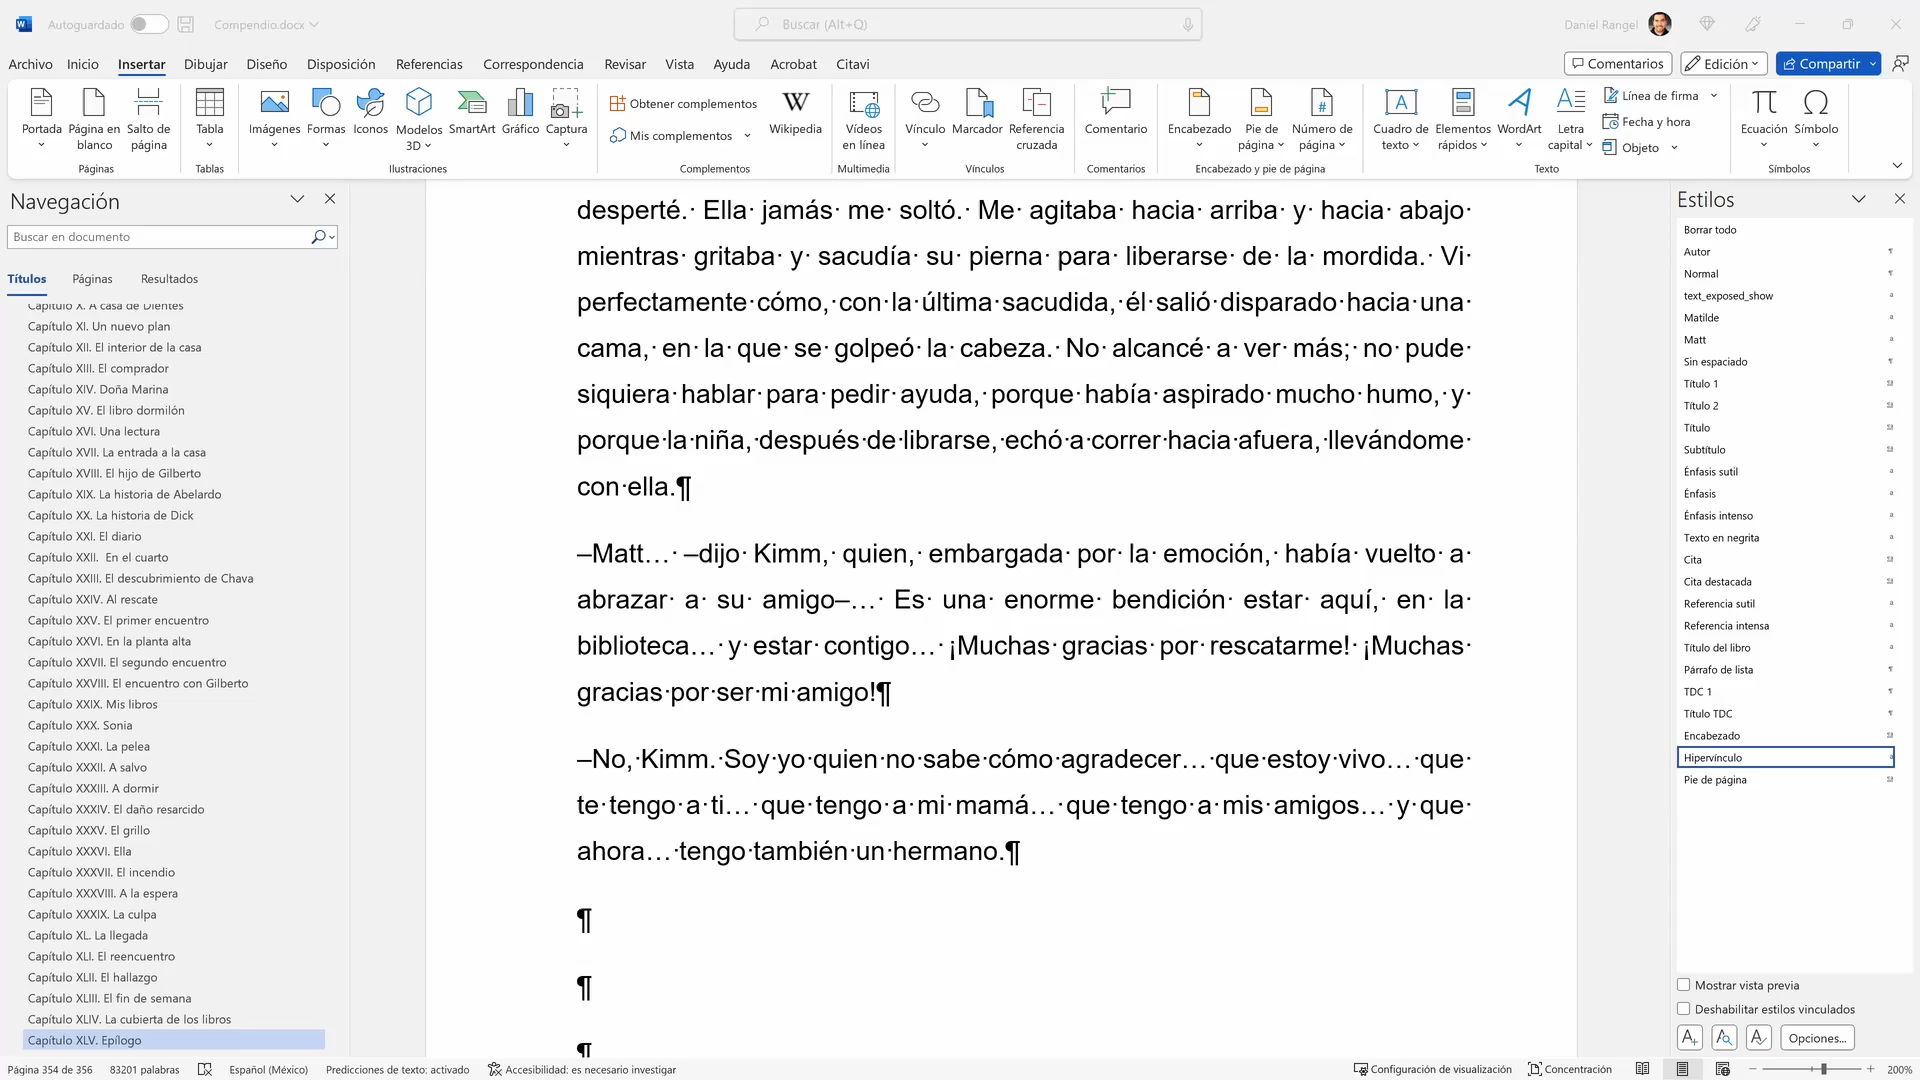 Autoguardado
Compendio.docx
Buscar (Alt+Q)
Daniel Rangel
Archivo Inicio Insertar Dibujar Diseño Disposición Referencias Correspondencia Revisar Vista Ayuda Acrobat Citavi
Comentarios Edición Compartir
Portada
Página en blanco
Salto de página
Páginas
Tabla
Tablas
Imágenes
Formas
Iconos
Modelos 3D
SmartArt
Gráfico
Captura
Ilustraciones
Obtener complementos
Mis complementos
W
Wikipedia
Complementos
Vídeos en línea
Multimedia
Vínculo
Marcador
Referencia cruzada
Vínculos
Comentario
Comentarios
Encabezado
Pie de página
Número de página
Encabezado y pie de página
Cuadro de texto
Elementos rápidos
WordArt
Letra capital
Línea de firma
Fecha y hora
Objeto
Texto
Ecuación
Símbolo
Símbolos
Navegación
Buscar en documento
Títulos Páginas Resultados
Capítulo X. A casa de Dientes
Capítulo XI. Un nuevo plan
Capítulo XII. El interior de la casa
Capítulo XIII. El comprador
Capítulo XIV. Doña Marina
Capítulo XV. El libro dormilón
Capítulo XVI. Una lectura
Capítulo XVII. La entrada a la casa
Capítulo XVIII. El hijo de Gilberto
Capítulo XIX. La historia de Abelardo
Capítulo XX. La historia de Dick
Capítulo XXI. El diario
Capítulo XXII.  En el cuarto
Capítulo XXIII. El descubrimiento de Chava
Capítulo XXIV. Al rescate
Capítulo XXV. El primer encuentro
Capítulo XXVI. En la planta alta
Capítulo XXVII. El segundo encuentro
Capítulo XXVIII. El encuentro con Gilberto
Capítulo XXIX. Mis libros
Capítulo XXX. Sonia
Capítulo XXXI. La pelea
Capítulo XXXII. A salvo
Capítulo XXXIII. A dormir
Capítulo XXXIV. El daño resarcido
Capítulo XXXV. El grillo
Capítulo XXXVI. Ella
Capítulo XXXVII. El incendio
Capítulo XXXVIII. A la espera
Capítulo XXXIX. La culpa
Capítulo XL. La llegada
Capítulo XLI. El reencuentro
Capítulo XLII. El hallazgo
Capítulo XLIII. El fin de semana
Capítulo XLIV. La cubierta de los libros
Capítulo XLV. Epílogo
desperté.· Ella· jamás· me· soltó.· Me· agitaba· hacia· arriba· y· hacia· abajo·
mientras· gritaba· y· sacudía· su· pierna· para· liberarse· de· la· mordida.· Vi·
perfectamente·cómo,·con·la·última·sacudida,·él·salió·disparado·hacia·una·
cama,·en·la·que·se·golpeó·la·cabeza.·No·alcancé·a·ver·más;·no·pude·
siquiera·hablar·para·pedir·ayuda,·porque·había·aspirado·mucho·humo,·y·
porque·la·niña,·después·de·librarse,·echó·a·correr·hacia·afuera,·llevándome·
con·ella.¶
–Matt…· –dijo· Kimm,· quien,· embargada· por· la· emoción,· había· vuelto· a·
abrazar· a· su· amigo–…· Es· una· enorme· bendición· estar· aquí,· en· la·
biblioteca…·y·estar·contigo…·¡Muchas·gracias·por·rescatarme!·¡Muchas·
gracias·por·ser·mi·amigo!¶
–No,·Kimm.·Soy·yo·quien·no·sabe·cómo·agradecer…·que·estoy·vivo…·que·
te·tengo·a·ti…·que·tengo·a·mi·mamá…·que·tengo·a·mis·amigos…·y·que·
ahora…·tengo·también·un·hermano.¶
¶
¶
¶
Estilos
Borrar todo
Autor
Normal
text_exposed_show
Matilde
Matt
Sin espaciado
Título 1
Título 2
Título
Subtítulo
Énfasis sutil
Énfasis
Énfasis intenso
Texto en negrita
Cita
Cita destacada
Referencia sutil
Referencia intensa
Título del libro
Párrafo de lista
TDC 1
Título TDC
Encabezado
Hipervínculo
Pie de página
Mostrar vista previa
Deshabilitar estilos vinculados
Opciones...
Página 354 de 356 83201 palabras Español (México) Predicciones de texto: activado Accesibilidad: es necesario investigar Configuración de visualización Concentración 200%